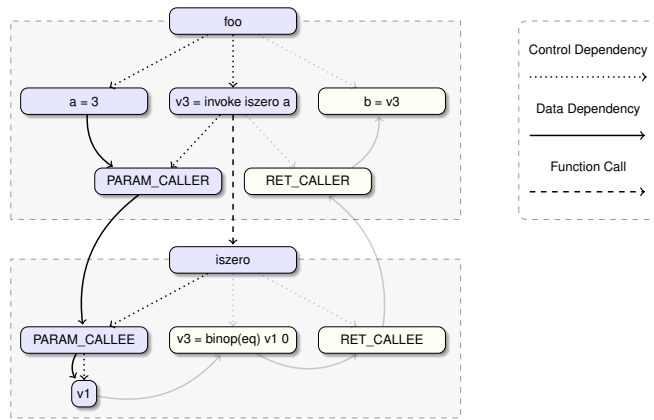 foo
Control Dependency
a = 3
v3 = invoke iszero a
b = v3
Data Dependency
Function Call
PARAM_CALLER
RET_CALLER
iszero
PARAM_CALLEE
v3 = binop(eq) v1 0
RET_CALLEE
v1